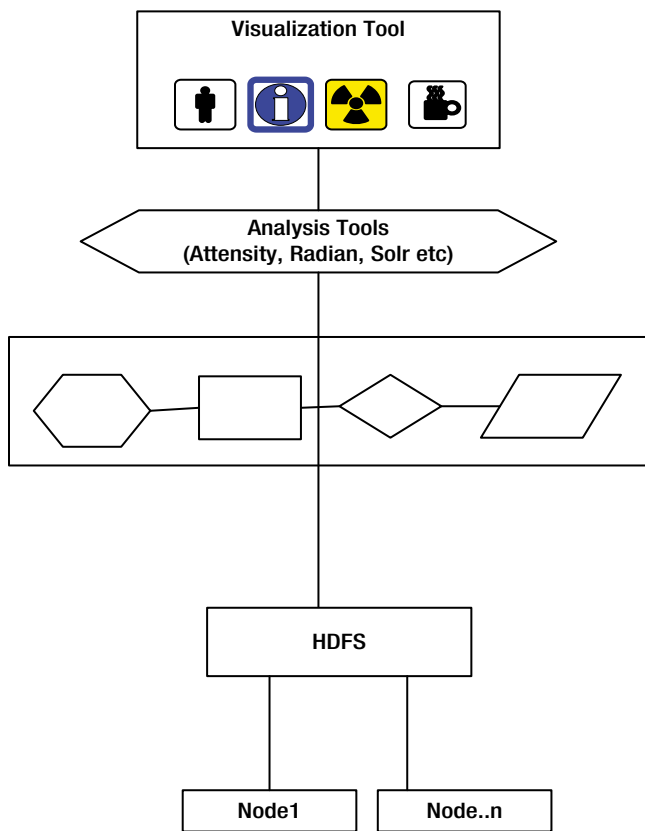 Visualization Tool
Analysis Tools
(Attensity, Radian, Solr etc)
HDFS
Node1
Node..n